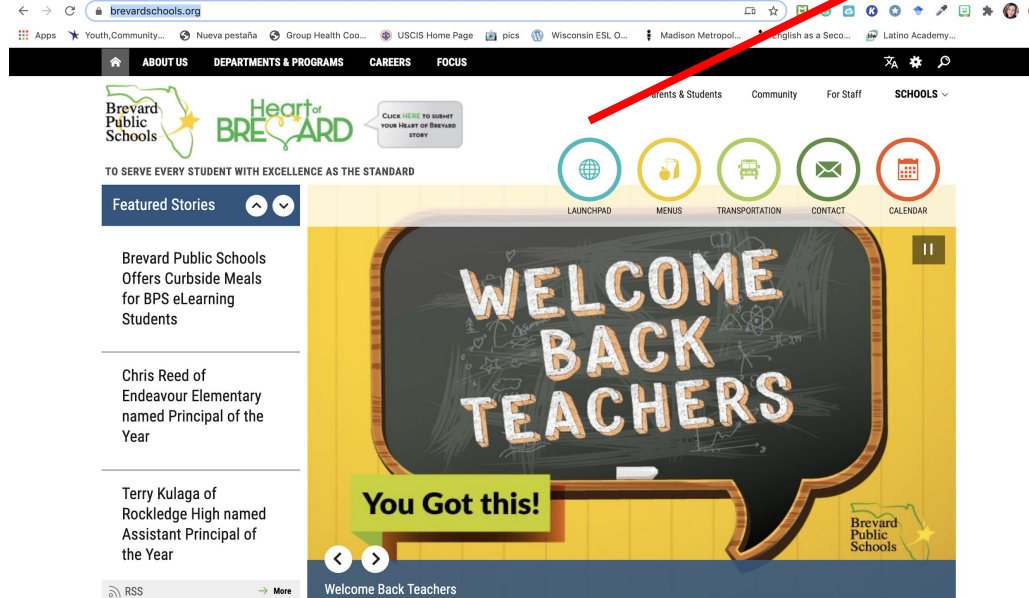 brevardschools.org
Apps Youth,Community... Nueva pestaña Group Health Coo... USCIS Home Page pics Wisconsin ESL O... Madison Metropol... English as a Seco... Latino Academy...
ABOUT US DEPARTMENTS & PROGRAMS CAREERS FOCUS
Parents & Students Community For Staff SCHOOLS
Brevard
Public
Schools
Heart of
BREVARD
CLICK HERE TO SUBMIT
YOUR HEART OF BREVARD
STORY
TO SERVE EVERY STUDENT WITH EXCELLENCE AS THE STANDARD
LAUNCHPAD MENUS TRANSPORTATION CONTACT CALENDAR
Featured Stories
Brevard Public Schools
Offers Curbside Meals
for BPS eLearning
Students
Chris Reed of
Endeavour Elementary
named Principal of the
Year
Terry Kulaga of
Rockledge High named
Assistant Principal of
the Year
RSS More
WELCOME
BACK
TEACHERS
You Got this!
Brevard
Public
Schools
Welcome Back Teachers